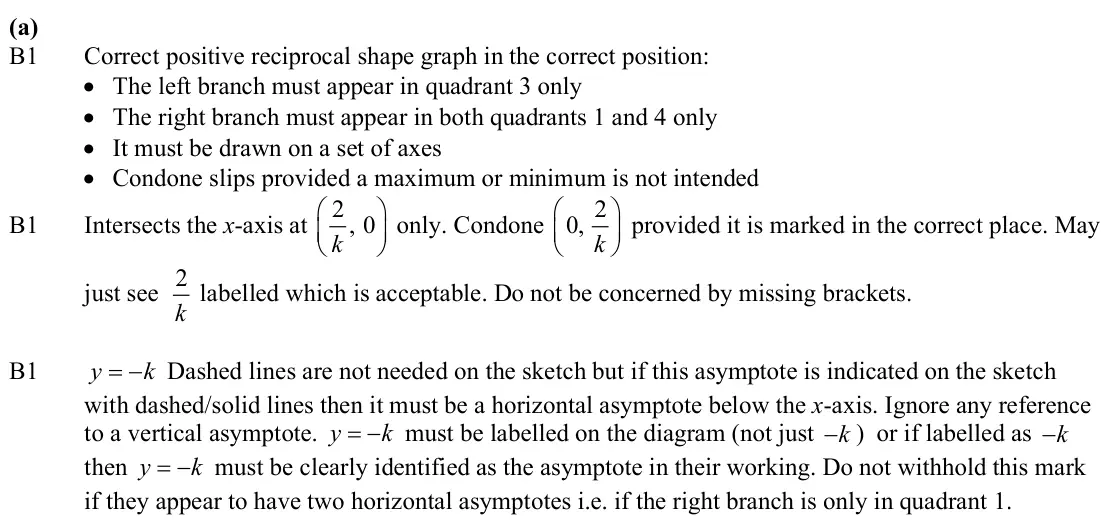 (a)
B1 Correct positive reciprocal shape graph in the correct position:
• The left branch must appear in quadrant 3 only
• The right branch must appear in both quadrants 1 and 4 only
• It must be drawn on a set of axes
• Condone slips provided a maximum or minimum is not intended
B1 Intersects the x-axis at (2/k, 0) only. Condone (0, 2/k) provided it is marked in the correct place. May
just see 2/k labelled which is acceptable. Do not be concerned by missing brackets.
B1 y = −k Dashed lines are not needed on the sketch but if this asymptote is indicated on the sketch
with dashed/solid lines then it must be a horizontal asymptote below the x-axis. Ignore any reference
to a vertical asymptote. y = −k must be labelled on the diagram (not just −k ) or if labelled as −k
then y = −k must be clearly identified as the asymptote in their working. Do not withhold this mark
if they appear to have two horizontal asymptotes i.e. if the right branch is only in quadrant 1.